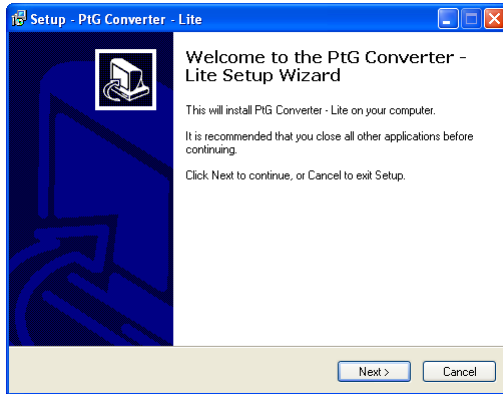 Setup - PtG Converter - Lite
Welcome to the PtG Converter -
Lite Setup Wizard
This will install PtG Converter - Lite on your computer.
It is recommended that you close all other applications before
continuing.
Click Next to continue, or Cancel to exit Setup.
Next >
Cancel